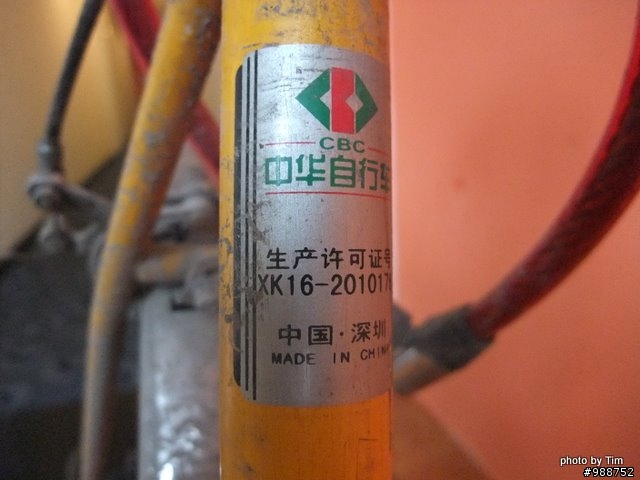 CBC
中华自行车
生产许可证号
XK16-201017
中国·深圳
MADE IN CHINA
photo by Tim
#988752